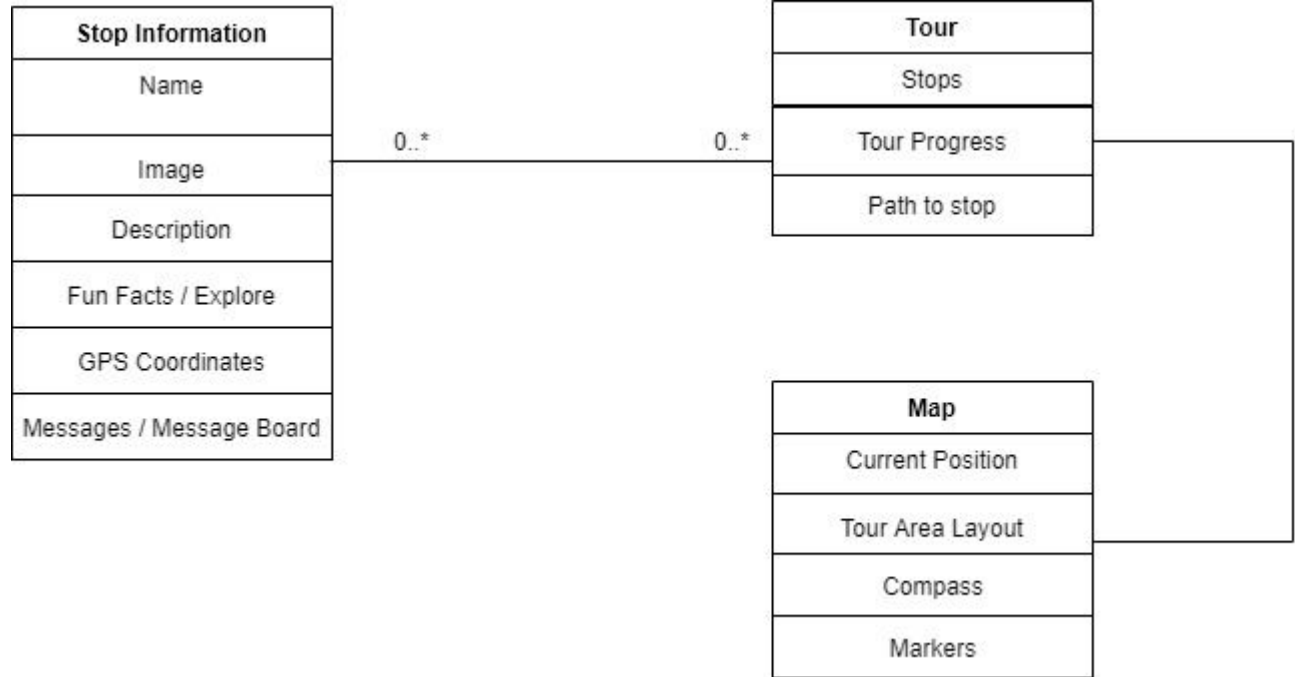 Stop Information
Name
Image
Description
Fun Facts / Explore
GPS Coordinates
Messages / Message Board
0..*
0..*
Tour
Stops
Tour Progress
Path to stop
Map
Current Position
Tour Area Layout
Compass
Markers